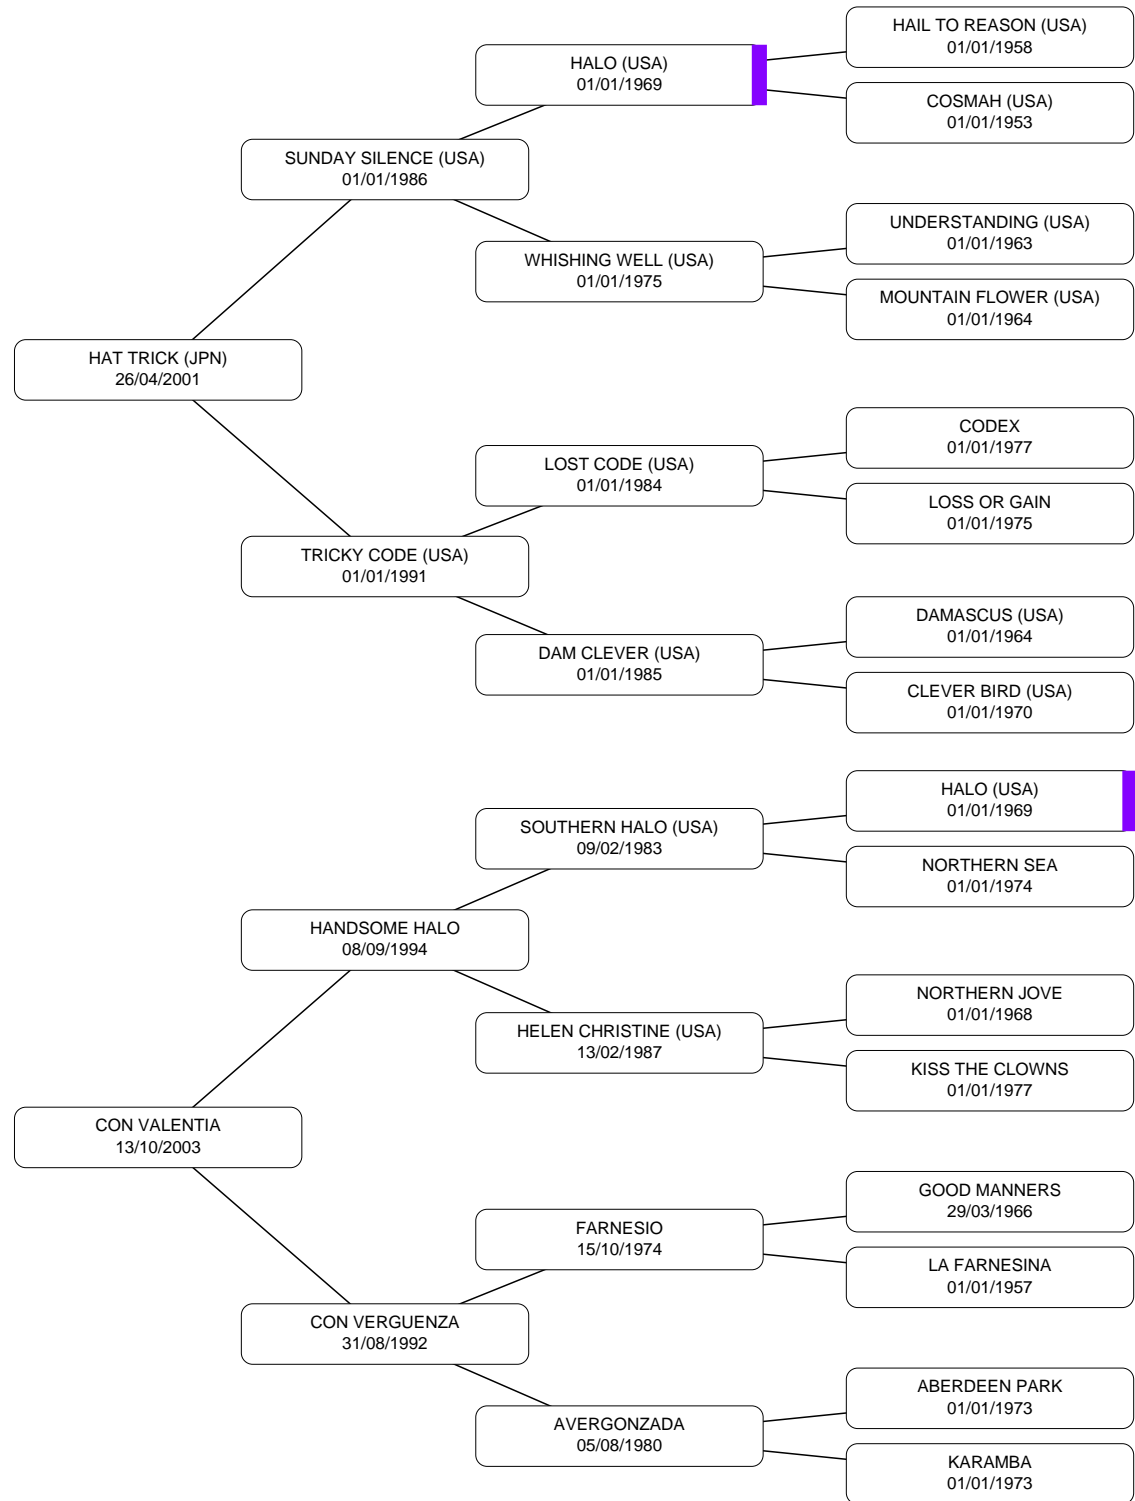 HAIL TO REASON (USA)
01/01/1958
HALO (USA)
01/01/1969
COSMAH (USA)
01/01/1953
SUNDAY SILENCE (USA)
01/01/1986
UNDERSTANDING (USA)
01/01/1963
WHISHING WELL (USA)
01/01/1975
MOUNTAIN FLOWER (USA)
01/01/1964
HAT TRICK (JPN)
26/04/2001
CODEX
01/01/1977
LOST CODE (USA)
01/01/1984
LOSS OR GAIN
01/01/1975
TRICKY CODE (USA)
01/01/1991
DAMASCUS (USA)
01/01/1964
DAM CLEVER (USA)
01/01/1985
CLEVER BIRD (USA)
01/01/1970
HALO (USA)
01/01/1969
SOUTHERN HALO (USA)
09/02/1983
NORTHERN SEA
01/01/1974
HANDSOME HALO
08/09/1994
NORTHERN JOVE
01/01/1968
HELEN CHRISTINE (USA)
13/02/1987
KISS THE CLOWNS
01/01/1977
CON VALENTIA
13/10/2003
GOOD MANNERS
29/03/1966
FARNESIO
15/10/1974
LA FARNESINA
01/01/1957
CON VERGUENZA
31/08/1992
ABERDEEN PARK
01/01/1973
AVERGONZADA
05/08/1980
KARAMBA
01/01/1973